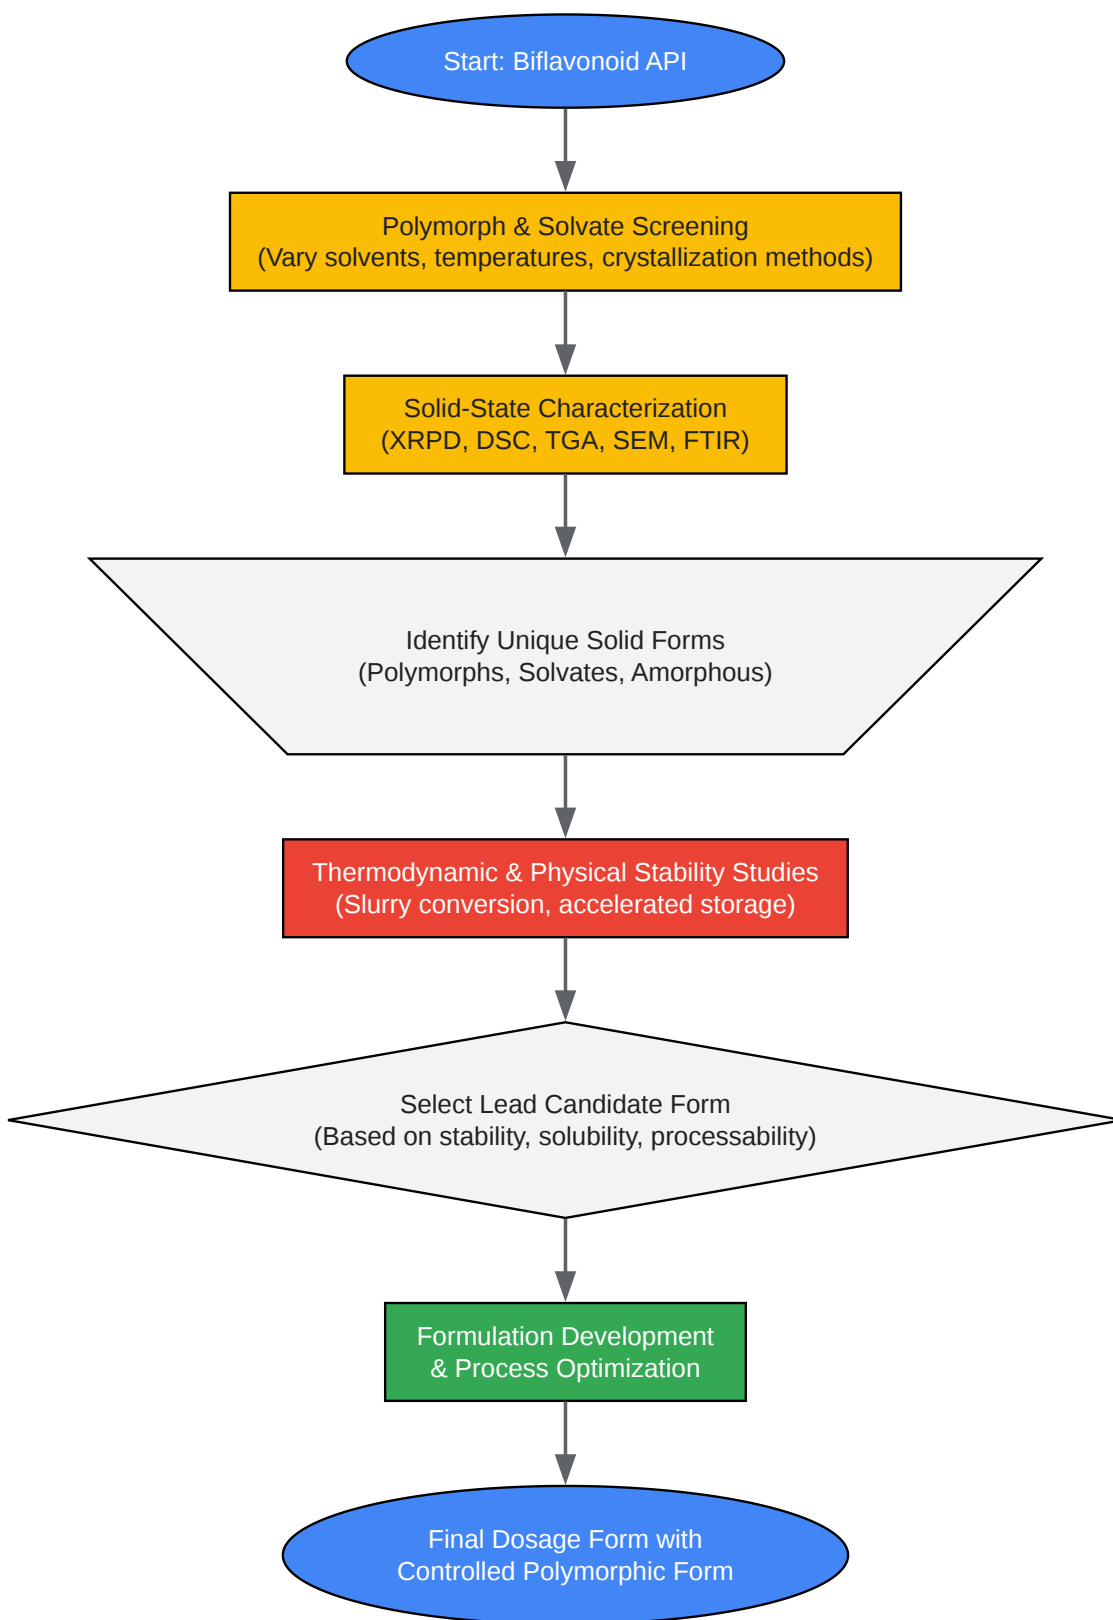 Start: Biflavonoid API
Polymorph & Solvate Screening
(Vary solvents, temperatures, crystallization methods)
Solid-State Characterization
(XRPD, DSC, TGA, SEM, FTIR)
Identify Unique Solid Forms
(Polymorphs, Solvates, Amorphous)
Thermodynamic & Physical Stability Studies
(Slurry conversion, accelerated storage)
Select Lead Candidate Form
(Based on stability, solubility, processability)
Formulation Development
& Process Optimization
Final Dosage Form with
Controlled Polymorphic Form